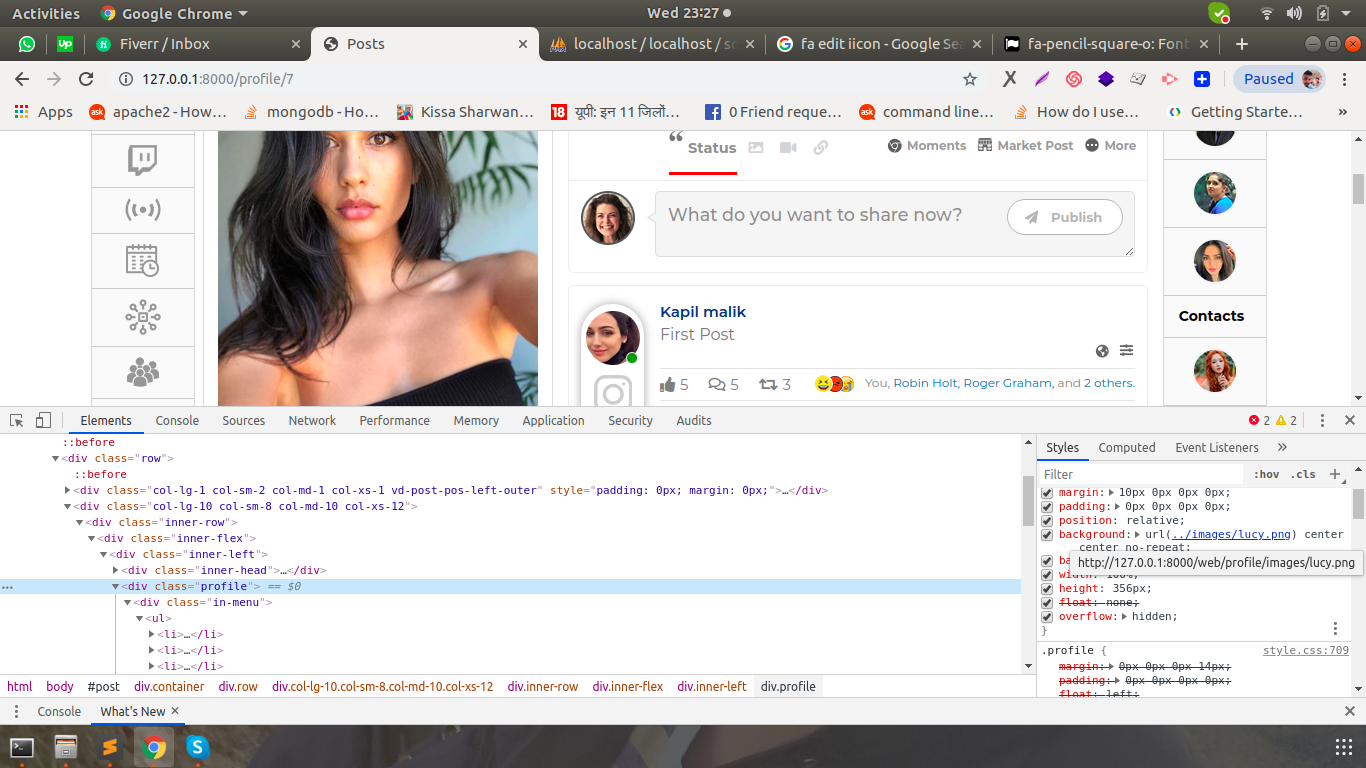 Activities Google Chrome Wed 23:27
Fiverr / Inbox Posts localhost / localhost / so fa edit iicon - Google Sea fa-pencil-square-o: Font
127.0.0.1:8000/profile/7 Paused
Apps apache2 - How… mongodb - Ho… Kissa Sharwan… यूपी: इन 11 जिलों… 0 Friend reque… command line… How do I use… Getting Starte… »
Status Moments Market Post More
What do you want to share now? Publish
Kapil malik
First Post
Contacts
5 5 3 You, Robin Holt, Roger Graham, and 2 others.
Elements Console Sources Network Performance Memory Application Security Audits 2 2
::before
<div class="row">
::before
<div class="col-lg-1 col-sm-2 col-md-1 col-xs-1 vd-post-pos-left-outer" style="padding: 0px; margin: 0px;">…</div>
<div class="col-lg-10 col-sm-8 col-md-10 col-xs-12">
<div class="inner-row">
<div class="inner-flex">
<div class="inner-left">
<div class="inner-head">…</div>
<div class="profile"> == $0
<div class="in-menu">
<ul>
<li>…</li>
<li>…</li>
<li>…</li>
Styles Computed Event Listeners »
Filter :hov .cls +
margin: 10px 0px 0px 0px;
padding: 0px 0px 0px 0px;
position: relative;
background: url(../images/lucy.png) center
center no-repeat;
http://127.0.0.1:8000/web/profile/images/lucy.png
width: 100%;
height: 356px;
float: none;
overflow: hidden;
}
.profile { style.css:709
margin: 0px 0px 0px 14px;
padding: 0px 0px 0px 0px;
float: left;
html body #post div.container div.row div.col-lg-10.col-sm-8.col-md-10.col-xs-12 div.inner-row div.inner-flex div.inner-left div.profile
Console What's New